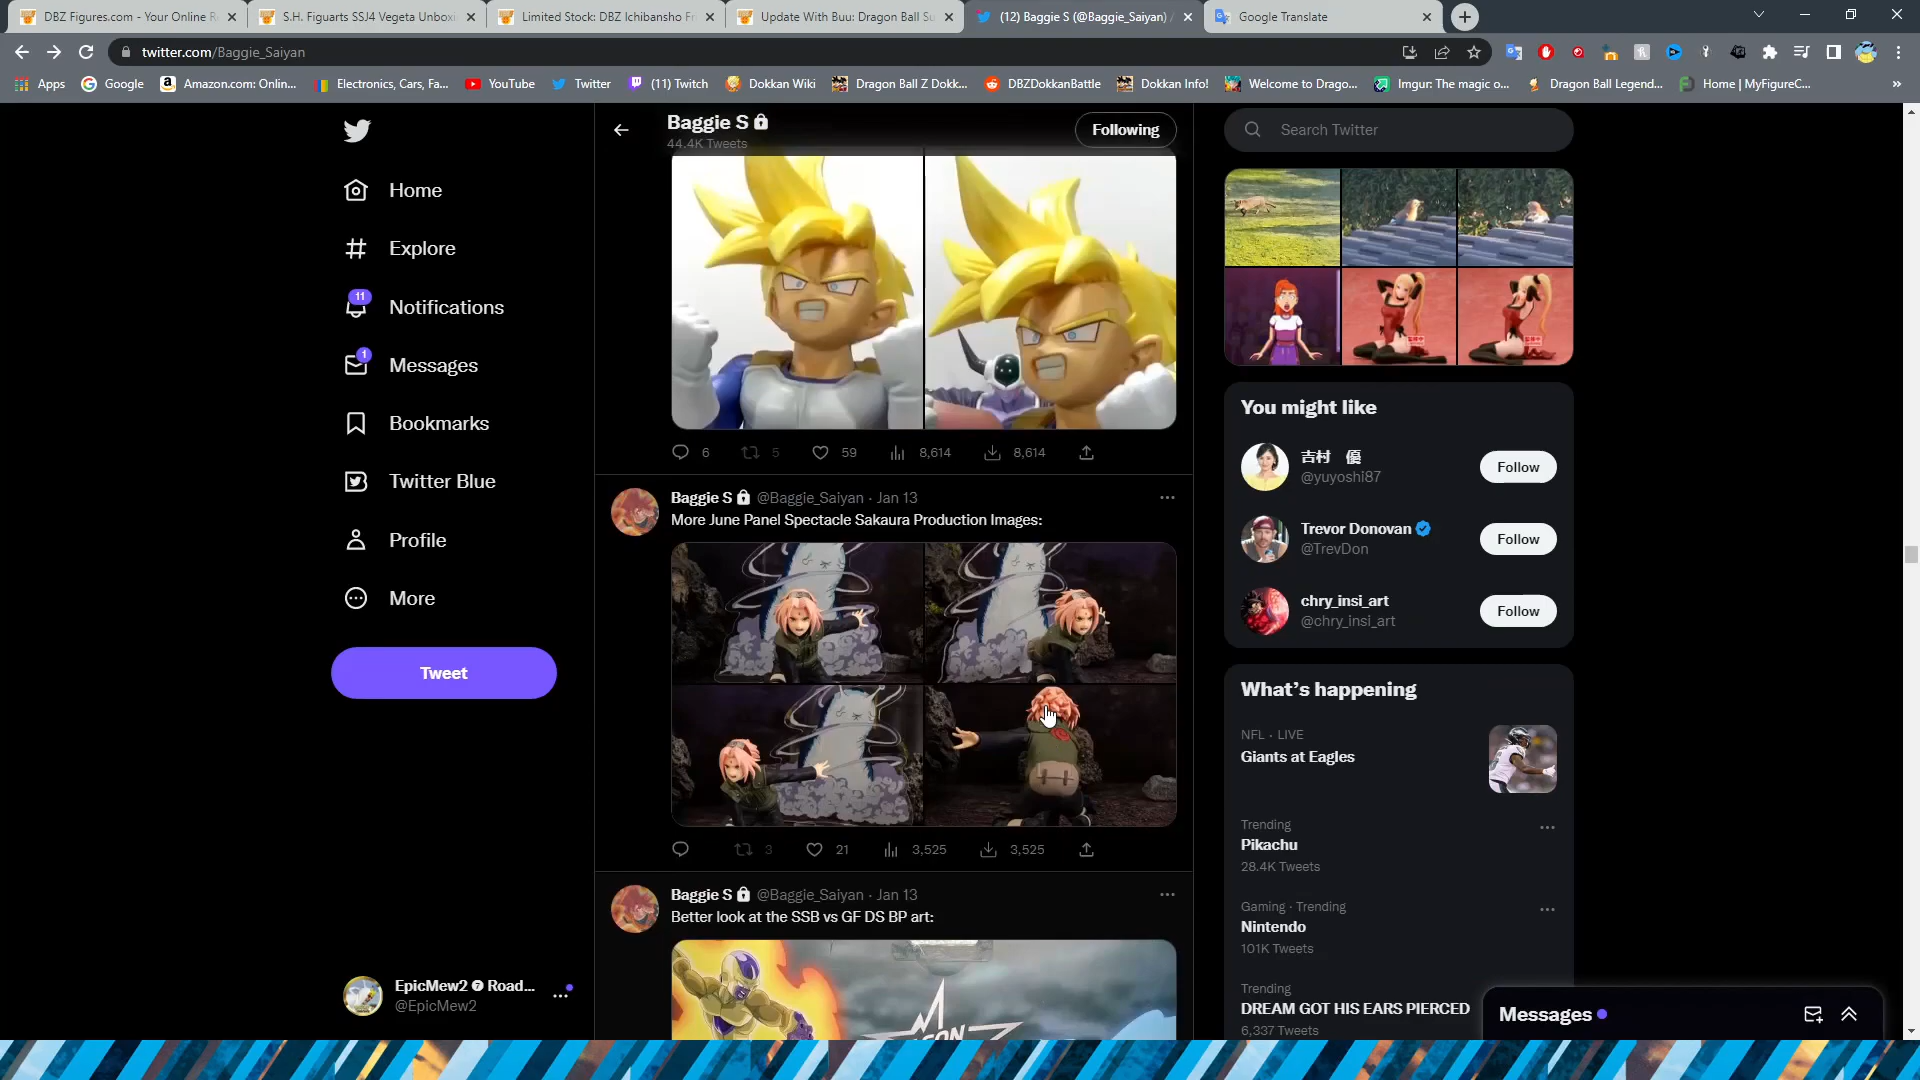 DBZ Figures.com - Your Online R
S.H. Figuarts SSJ4 Vegeta Unboxi
Limited Stock: DBZ Ichibansho Fr
Update With Buu: Dragon Ball Su
(12) Baggie S (@Baggie_Saiyan) /
Google Translate
twitter.com/Baggie_Saiyan
Apps
Google
Amazon.com: Onlin...
Electronics, Cars, Fa...
YouTube
Twitter
(11) Twitch
Dokkan Wiki
Dragon Ball Z Dokk...
DBZDokkanBattle
Dokkan Info!
Welcome to Drago...
Imgur: The magic o...
Dragon Ball Legend...
Home | MyFigureC...
»
Home
Explore
11
Notifications
1
Messages
Bookmarks
Twitter Blue
Profile
More
Tweet
EpicMew2 Road...
@EpicMew2
Baggie S
44.4K Tweets
Following
6
5
59
8,614
8,614
Baggie S @Baggie_Saiyan · Jan 13
More June Panel Spectacle Sakaura Production Images:
3
21
3,525
3,525
Baggie S @Baggie_Saiyan · Jan 13
Better look at the SSB vs GF DS BP art:
Search Twitter
You might like
吉村 優
@yuyoshi87
Follow
Trevor Donovan
@TrevDon
Follow
chry_insi_art
@chry_insi_art
Follow
What's happening
NFL · LIVE
Giants at Eagles
Trending
Pikachu
28.4K Tweets
Gaming · Trending
Nintendo
101K Tweets
Trending
DREAM GOT HIS EARS PIERCED
6,337 Tweets
Messages